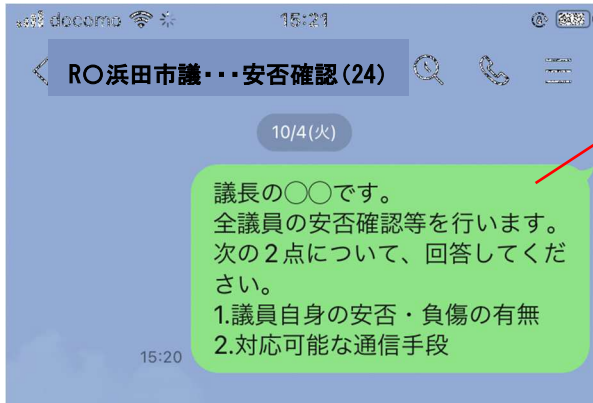 docomo 15:21
R〇浜田市議・・・安否確認(24)
10/4(火)
議長の〇〇です。
全議員の安否確認等を行います。
次の2点について、回答してくだ
さい。
1.議員自身の安否・負傷の有無
2.対応可能な通信手段
15:20